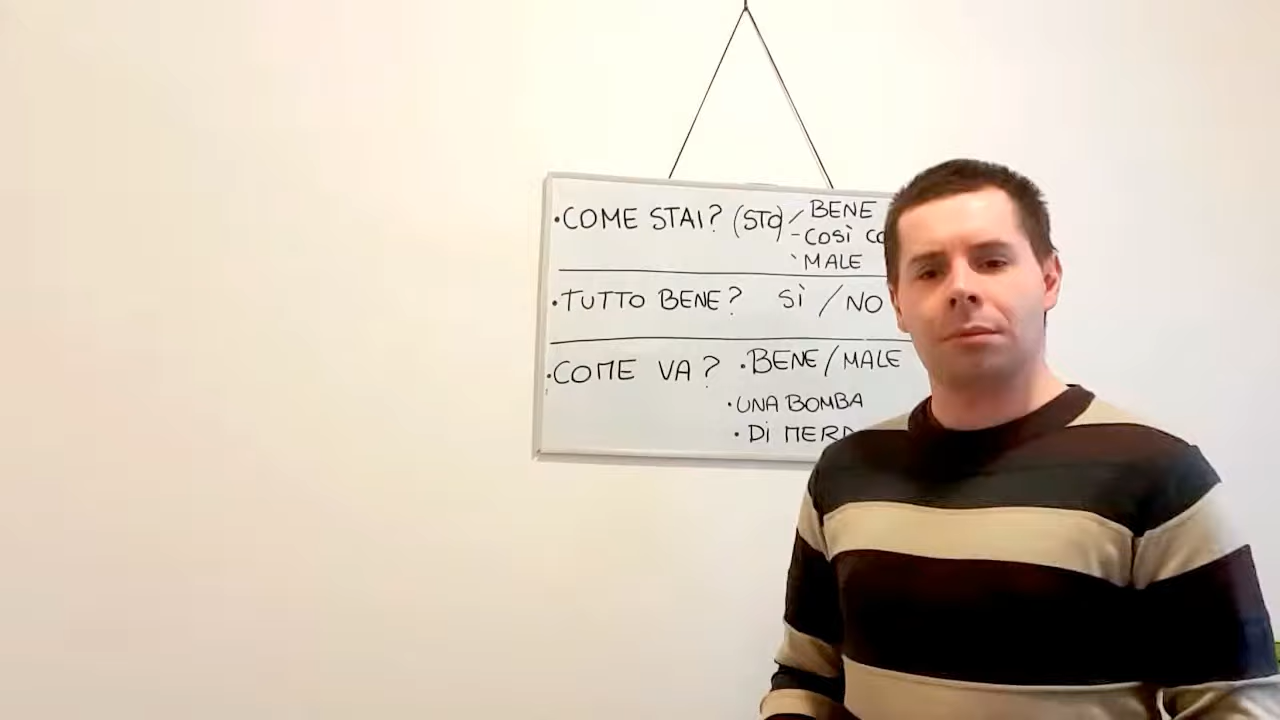 •COME STAI? (STO) / BENE
- COSÌ
` MALE
•TUTTO BENE? SÌ / NO
•COME VA? •BENE/MALE
•UNA BOMBA
•DI